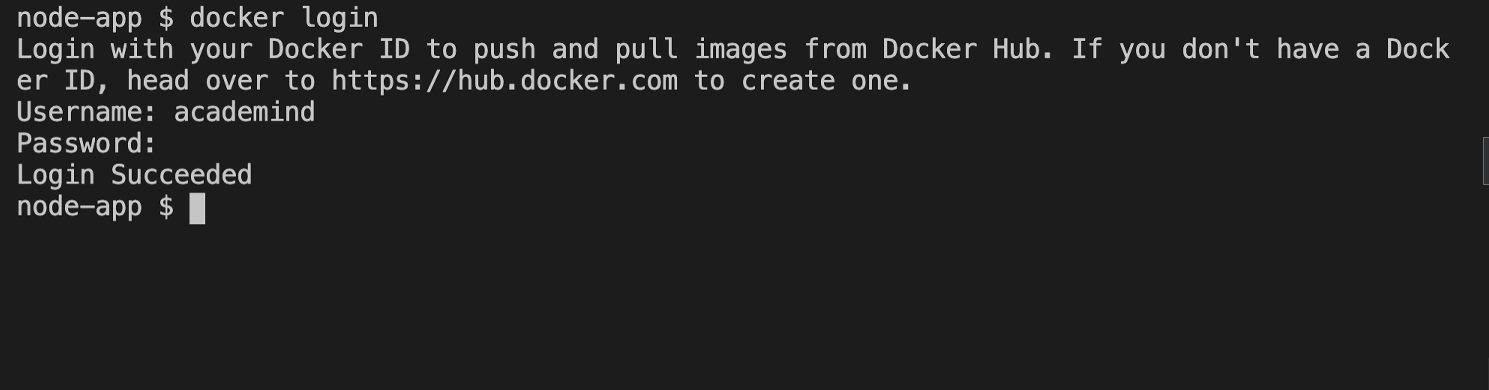 node-app $ docker login
Login with your Docker ID to push and pull images from Docker Hub. If you don't have a Dock
er ID, head over to https://hub.docker.com to create one.
Username: academind
Password:
Login Succeeded
node-app $